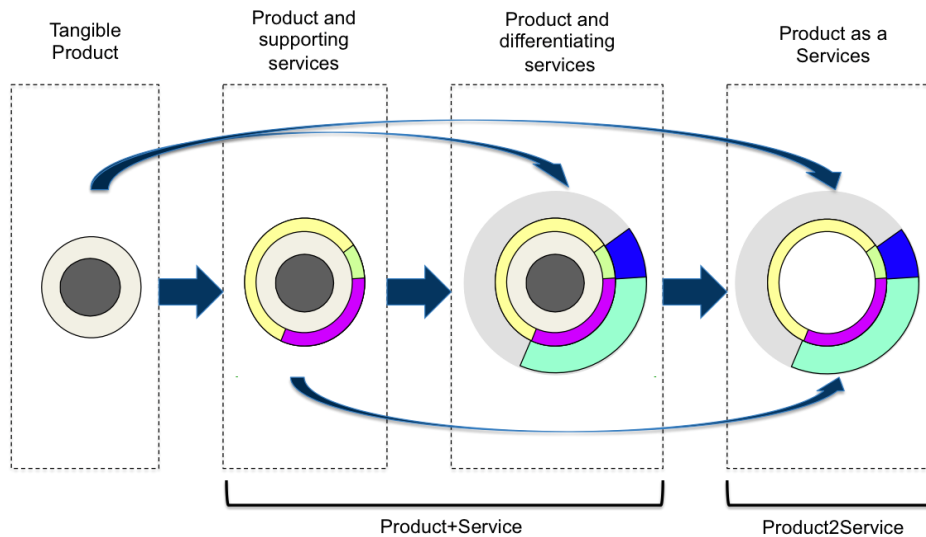 Tangible
Product
Product and
supporting
services
Product and
differentiating
services
Product as a
Services
Product+Service
Product2Service